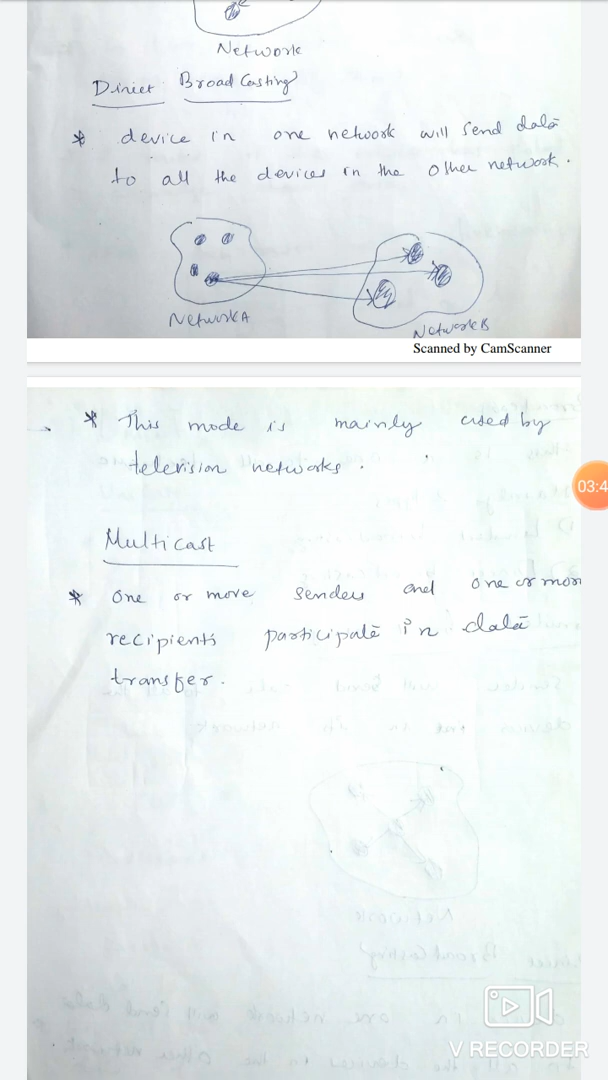 Network
Direct Broad Casting
* device in one network will send data
to all the devices in the other network.
Network A
Network B
Scanned by CamScanner
* This mode is mainly used by
television networks.
03:4
Multicast
* one or more senders and one or more
recipients participate in data
transfer.
V RECORDER